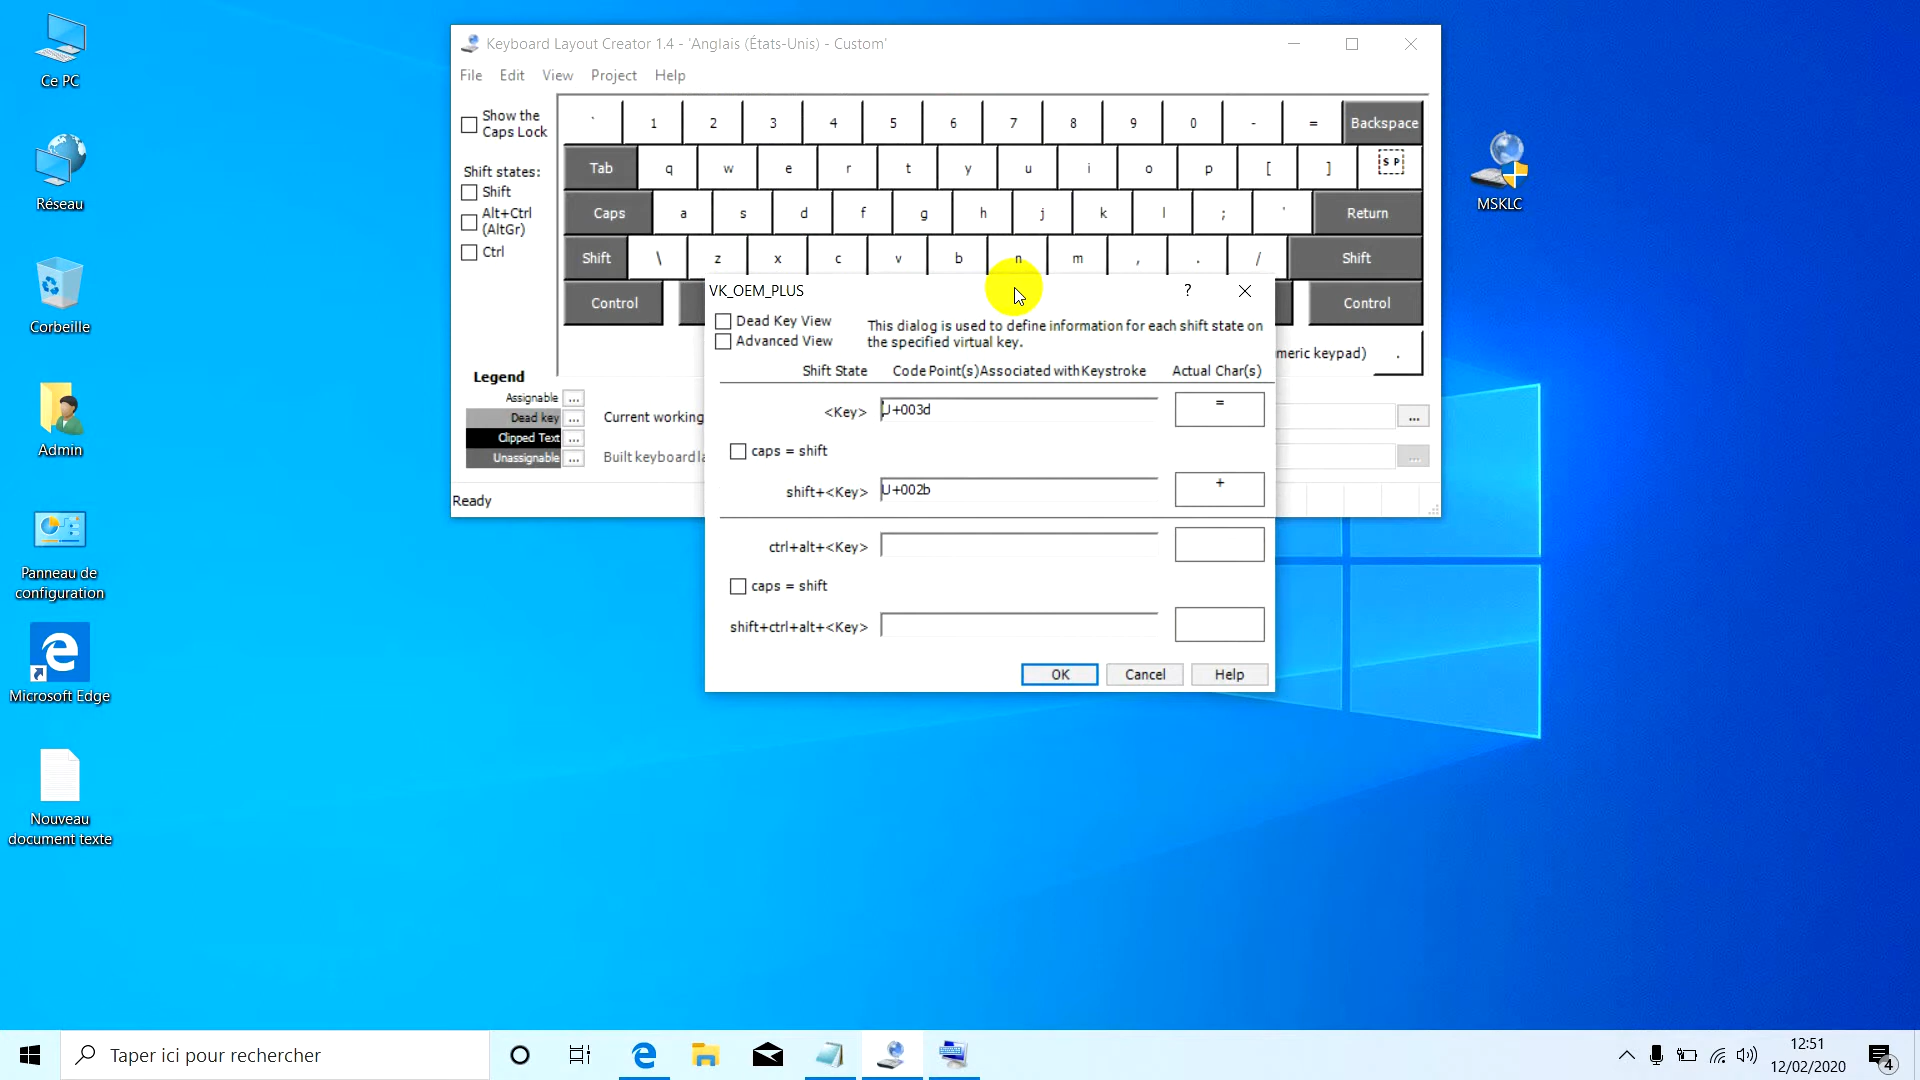 Ce PC
Réseau
Corbeille
Admin
Panneau de
configuration
Microsoft Edge
Nouveau
document texte
MSKLC
Keyboard Layout Creator 1.4 - 'Anglais (États-Unis) - Custom'
File Edit View Project Help
Show the
Caps Lock
Shift states:
Shift
Alt+Ctrl
(AltGr)
Ctrl
` 1 2 3 4 5 6 7 8 9 0 - = Backspace
Tab q w e r t y u i o p [ ] SP
Caps a s d f g h j k l ; ' Return
Shift \ z x c v b n m , . / Shift
Control Control
meric keypad) .
Legend
Assignable ...
Dead key ...
Clipped Text ...
Unassignable ...
Current working
Built keyboard la
...
...
Ready
VK_OEM_PLUS
?
Dead Key View
Advanced View
This dialog is used to define information for each shift state on
the specified virtual key.
Shift State Code Point(s) Associated with Keystroke Actual Char(s)
<Key> U+003d =
caps = shift
shift+<Key> U+002b +
ctrl+alt+<Key>
caps = shift
shift+ctrl+alt+<Key>
OK Cancel Help
Taper ici pour rechercher
12:51
12/02/2020
4